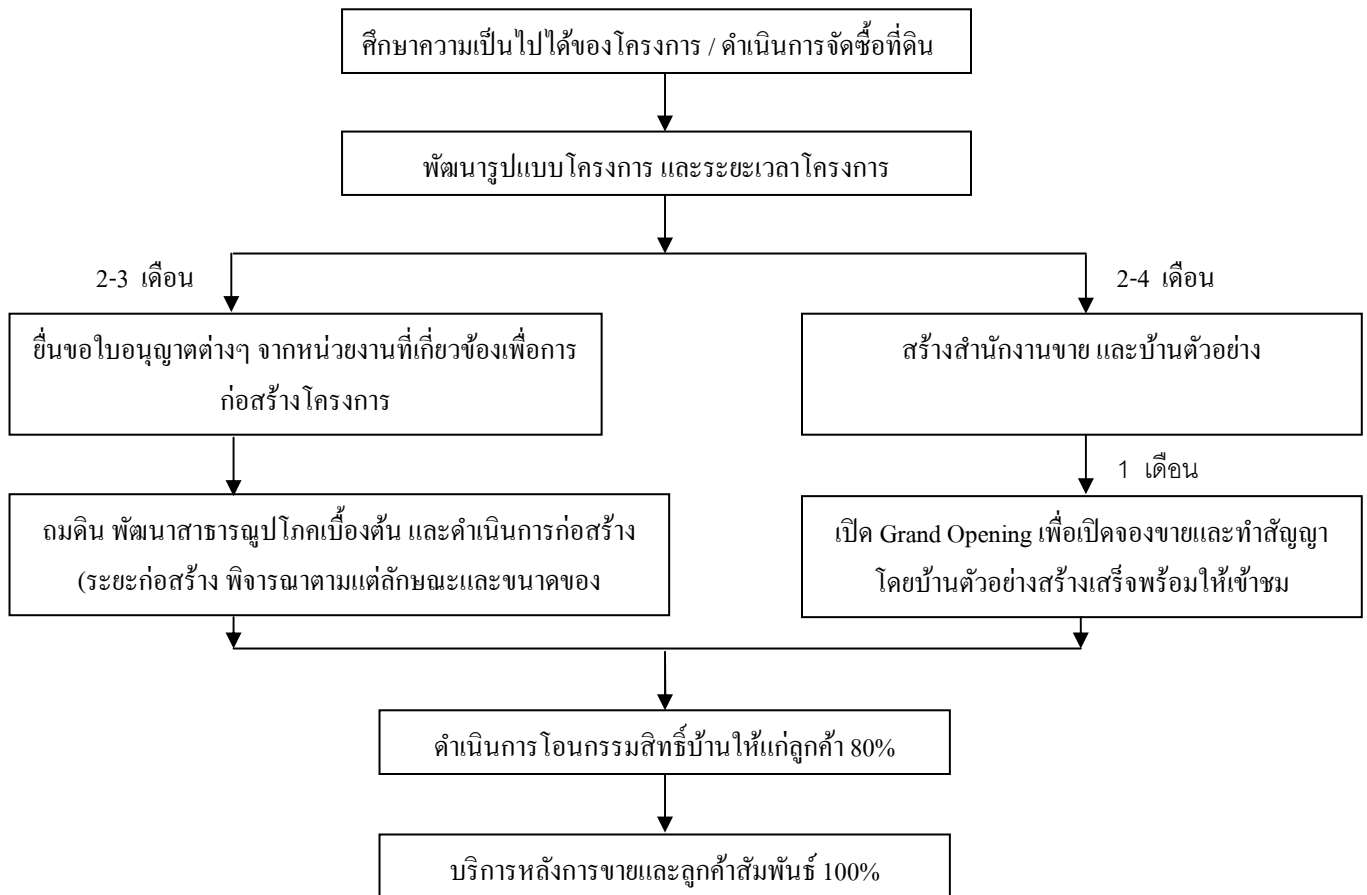 ศึกษาความเป็นไปได้ของโครงการ / ดำเนินการจัดซื้อที่ดิน
พัฒนารูปแบบโครงการ และระยะเวลาโครงการ
2-3 เดือน
2-4 เดือน
ยื่นขอใบอนุญาตต่างๆ จากหน่วยงานที่เกี่ยวข้องเพื่อการ
ก่อสร้างโครงการ
สร้างสำนักงานขาย และบ้านตัวอย่าง
1 เดือน
ถมดิน พัฒนาสาธารณูปโภคเบื้องต้น และดำเนินการก่อสร้าง
(ระยะก่อสร้าง พิจารณาตามแต่ลักษณะและขนาดของ
เปิด Grand Opening เพื่อเปิดจองขายและทำสัญญา
โดยบ้านตัวอย่างสร้างเสร็จพร้อมให้เข้าชม
ดำเนินการโอนกรรมสิทธิ์บ้านให้แก่ลูกค้า 80%
บริการหลังการขายและลูกค้าสัมพันธ์ 100%